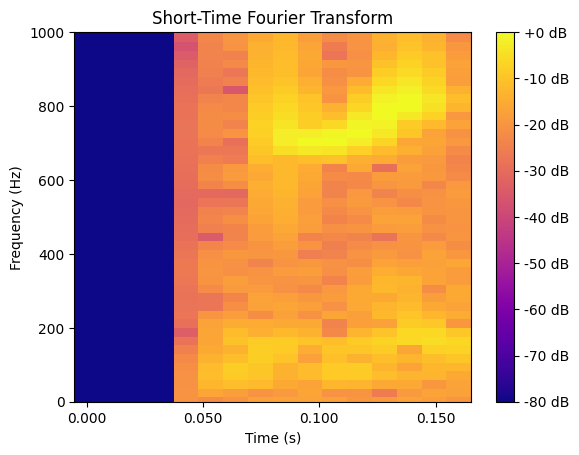 Short-Time Fourier Transform
1000
800
600
400
200
0
Frequency (Hz)
0.000
0.050
0.100
0.150
Time (s)
+0 dB
-10 dB
-20 dB
-30 dB
-40 dB
-50 dB
-60 dB
-70 dB
-80 dB